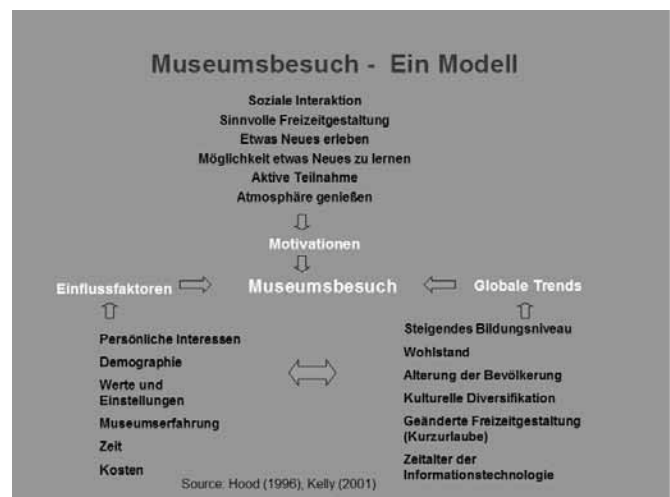 Museumsbesuch - Ein Modell
Soziale Interaktion
Sinnvolle Freizeitgestaltung
Etwas Neues erleben
Möglichkeit etwas Neues zu lernen
Aktive Teilnahme
Atmosphäre genießen
Motivationen
Einflussfaktoren
Museumsbesuch
Globale Trends
Persönliche Interessen
Demographie
Werte und
Einstellungen
Museumserfahrung
Zeit
Kosten
Steigendes Bildungsniveau
Wohlstand
Alterung der Bevölkerung
Kulturelle Diversifikation
Geänderte Freizeitgestaltung
(Kurzurlaube)
Zeitalter der
Informationstechnologie
Source: Hood (1996), Kelly (2001)